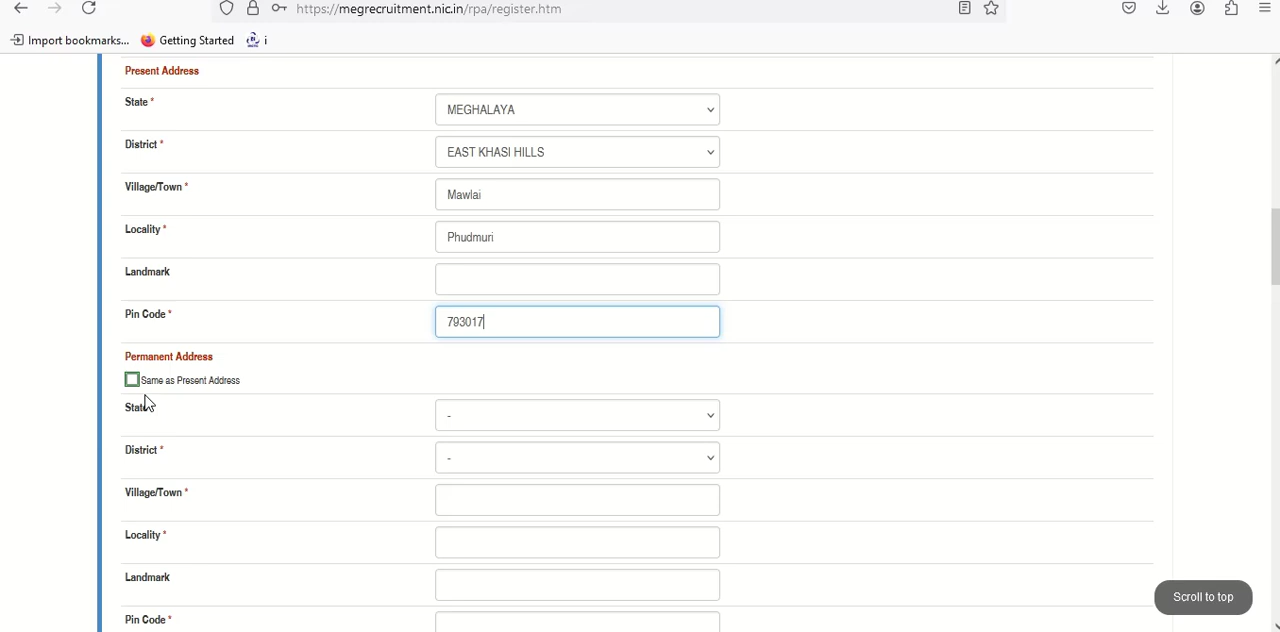 https://megrecruitment.nic.in/rpa/register.htm
Import bookmarks... Getting Started i
Present Address
State * MEGHALAYA
District * EAST KHASI HILLS
Village/Town * Mawlai
Locality * Phudmuri
Landmark
Pin Code * 793017
Permanent Address
Same as Present Address
State -
District * -
Village/Town *
Locality *
Landmark
Pin Code *
Scroll to top